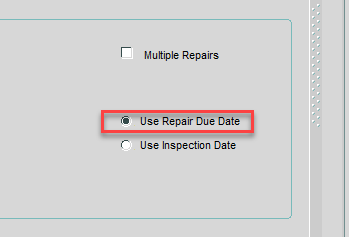 Multiple Repairs
Use Repair Due Date
Use Inspection Date